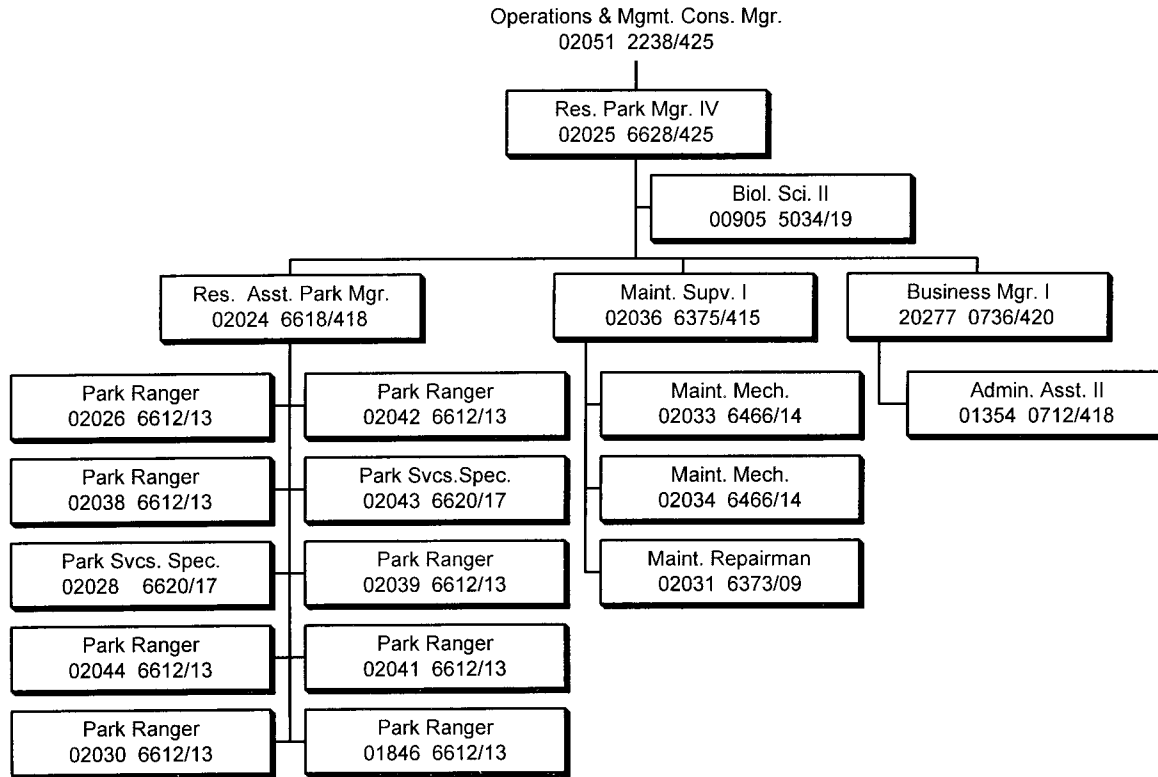 Operations & Mgmt. Cons. Mgr.
02051 2238/425
Res. Park Mgr. IV
02025 6628/425
Biol. Sci. II
00905 5034/19
Res. Asst. Park Mgr.
02024 6618/418
Maint. Supv. I
02036 6375/415
Business Mgr. I
20277 0736/420
Park Ranger
02026 6612/13
Park Ranger
02042 6612/13
Maint. Mech.
02033 6466/14
Admin. Asst. II
01354 0712/418
Park Ranger
02038 6612/13
Park Svcs.Spec.
02043 6620/17
Maint. Mech.
02034 6466/14
Park Svcs. Spec.
02028 6620/17
Park Ranger
02039 6612/13
Maint. Repairman
02031 6373/09
Park Ranger
02044 6612/13
Park Ranger
02041 6612/13
Park Ranger
02030 6612/13
Park Ranger
01846 6612/13